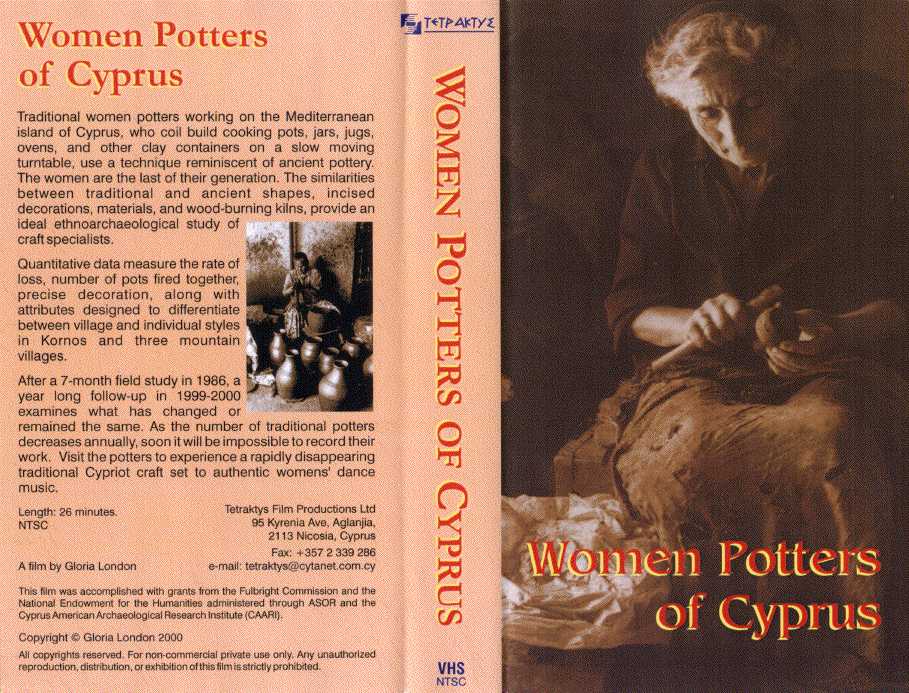 Women Potters
of Cyprus
Traditional women potters working on the Mediterranean
island of Cyprus, who coil build cooking pots, jars, jugs,
ovens, and other clay containers on a slow moving
turntable, use a technique reminiscent of ancient pottery.
The women are the last of their generation. The similarities
between traditional and ancient shapes, incised
decorations, materials, and wood-burning kilns, provide an
ideal ethnoarchaeological study of
craft specialists.
Quantitative data measure the rate of
loss, number of pots fired together,
precise decoration, along with
attributes designed to differentiate
between village and individual styles
in Kornos and three mountain
villages.
After a 7-month field study in 1986, a
year long follow-up in 1999-2000
examines what has changed or
remained the same. As the number of traditional potters
decreases annually, soon it will be impossible to record their
work. Visit the potters to experience a rapidly disappearing
traditional Cypriot craft set to authentic womens' dance
music.
Length: 26 minutes.
NTSC
Tetraktys Film Productions Ltd
95 Kyrenia Ave, Aglanjia,
2113 Nicosia, Cyprus
Fax: +357 2 339 286
A film by Gloria London
e-mail: tetraktys@cytanet.com.cy
This film was accomplished with grants from the Fulbright Commission and the
National Endowment for the Humanities administered through ASOR and the
Cyprus American Archaeological Research Institute (CAARI).
Copyright © Gloria London 2000
All copyrights reserved. For non-commercial private use only. Any unauthorized
reproduction, distribution, or exhibition of this film is strictly prohibited.
ΤΕΤΡΑΚΤΥΣ
WOMEN POTTERS OF CYPRUS
VHS
NTSC
Women Potters
of Cyprus